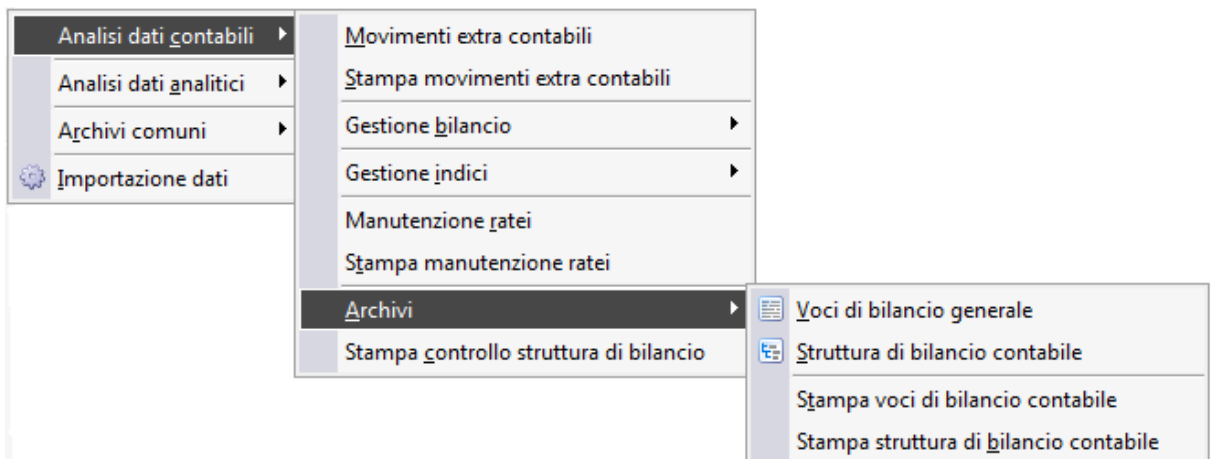 Analisi dati contabili
Analisi dati analitici
Archivi comuni
Importazione dati
Movimenti extra contabili
Stampa movimenti extra contabili
Gestione bilancio
Gestione indici
Manutenzione ratei
Stampa manutenzione ratei
Archivi
Stampa controllo struttura di bilancio
Voci di bilancio generale
Struttura di bilancio contabile
Stampa voci di bilancio contabile
Stampa struttura di bilancio contabile